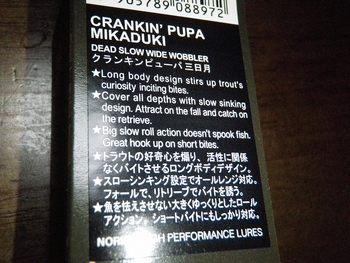 905789 088972
CRANKIN' PUPA
MIKADUKI
DEAD SLOW WIDE WOBBLER
クランキンピューパ 三日月
★Long body design stirs up trout's
curiosity inciting bites.
★Cover all depths with slow sinking
design. Attract on the fall and catch on
the retrieve.
★Big slow roll action doesn't spook fish.
Great hook up on short bites.
★トラウトの好奇心を煽り、活性に関係
なくバイトさせるロングボディデザイン。
★スローシンキング設定でオールレンジ対応。
フォールで、リトリーブでバイトを誘う。
★魚を怯えさせない大きくゆっくりとしたロール
アクション。ショートバイトにもしっかり対応。
PERFORMANCE LURES